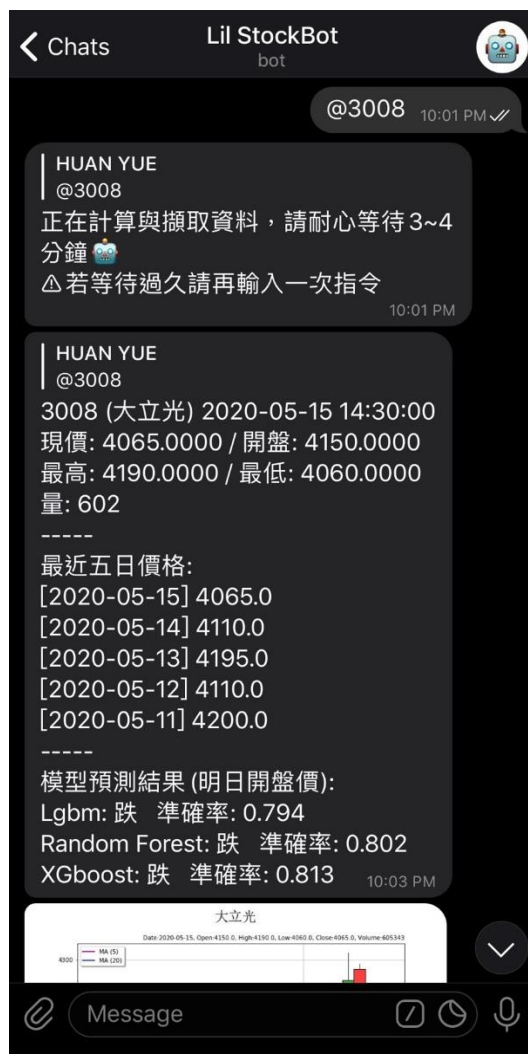 Chats
Lil StockBot
bot
@3008 10:01 PM
HUAN YUE
@3008
正在計算與擷取資料，請耐心等待3~4
分鐘🤖
⚠若等待過久請再輸入一次指令
10:01 PM
HUAN YUE
@3008
3008 (大立光) 2020-05-15 14:30:00
現價: 4065.0000 / 開盤: 4150.0000
最高: 4190.0000 / 最低: 4060.0000
量: 602
-----
最近五日價格:
[2020-05-15] 4065.0
[2020-05-14] 4110.0
[2020-05-13] 4195.0
[2020-05-12] 4110.0
[2020-05-11] 4200.0
-----
模型預測結果 (明日開盤價):
Lgbm: 跌 準確率: 0.794
Random Forest: 跌 準確率: 0.802
XGboost: 跌 準確率: 0.813 10:03 PM
大立光
Date:2020-05-15, Open:4150.0, High:4190.0, Low:4060.0, Close:4065.0, Volume:605343
MA (5)
MA (20)
4300
Message